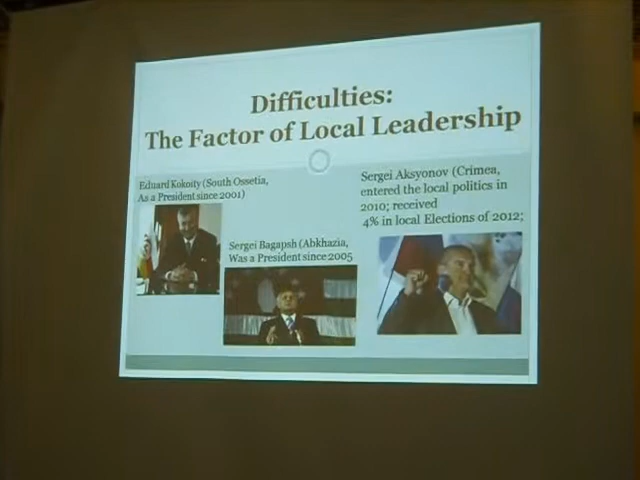 Difficulties:
The Factor of Local Leadership
Eduard Kokoity (South Ossetia,
As a President since 2001)
Sergei Bagapsh (Abkhazia,
Was a President since 2005
Sergei Aksyonov (Crimea,
entered the local politics in
2010; received
4% in local Elections of 2012;